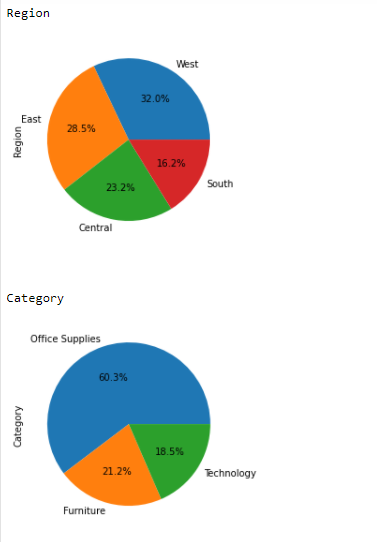 Region
West
32.0%
East
28.5%
Region
16.2%
South
23.2%
Central
Category
Office Supplies
60.3%
Category
18.5%
Technology
21.2%
Furniture